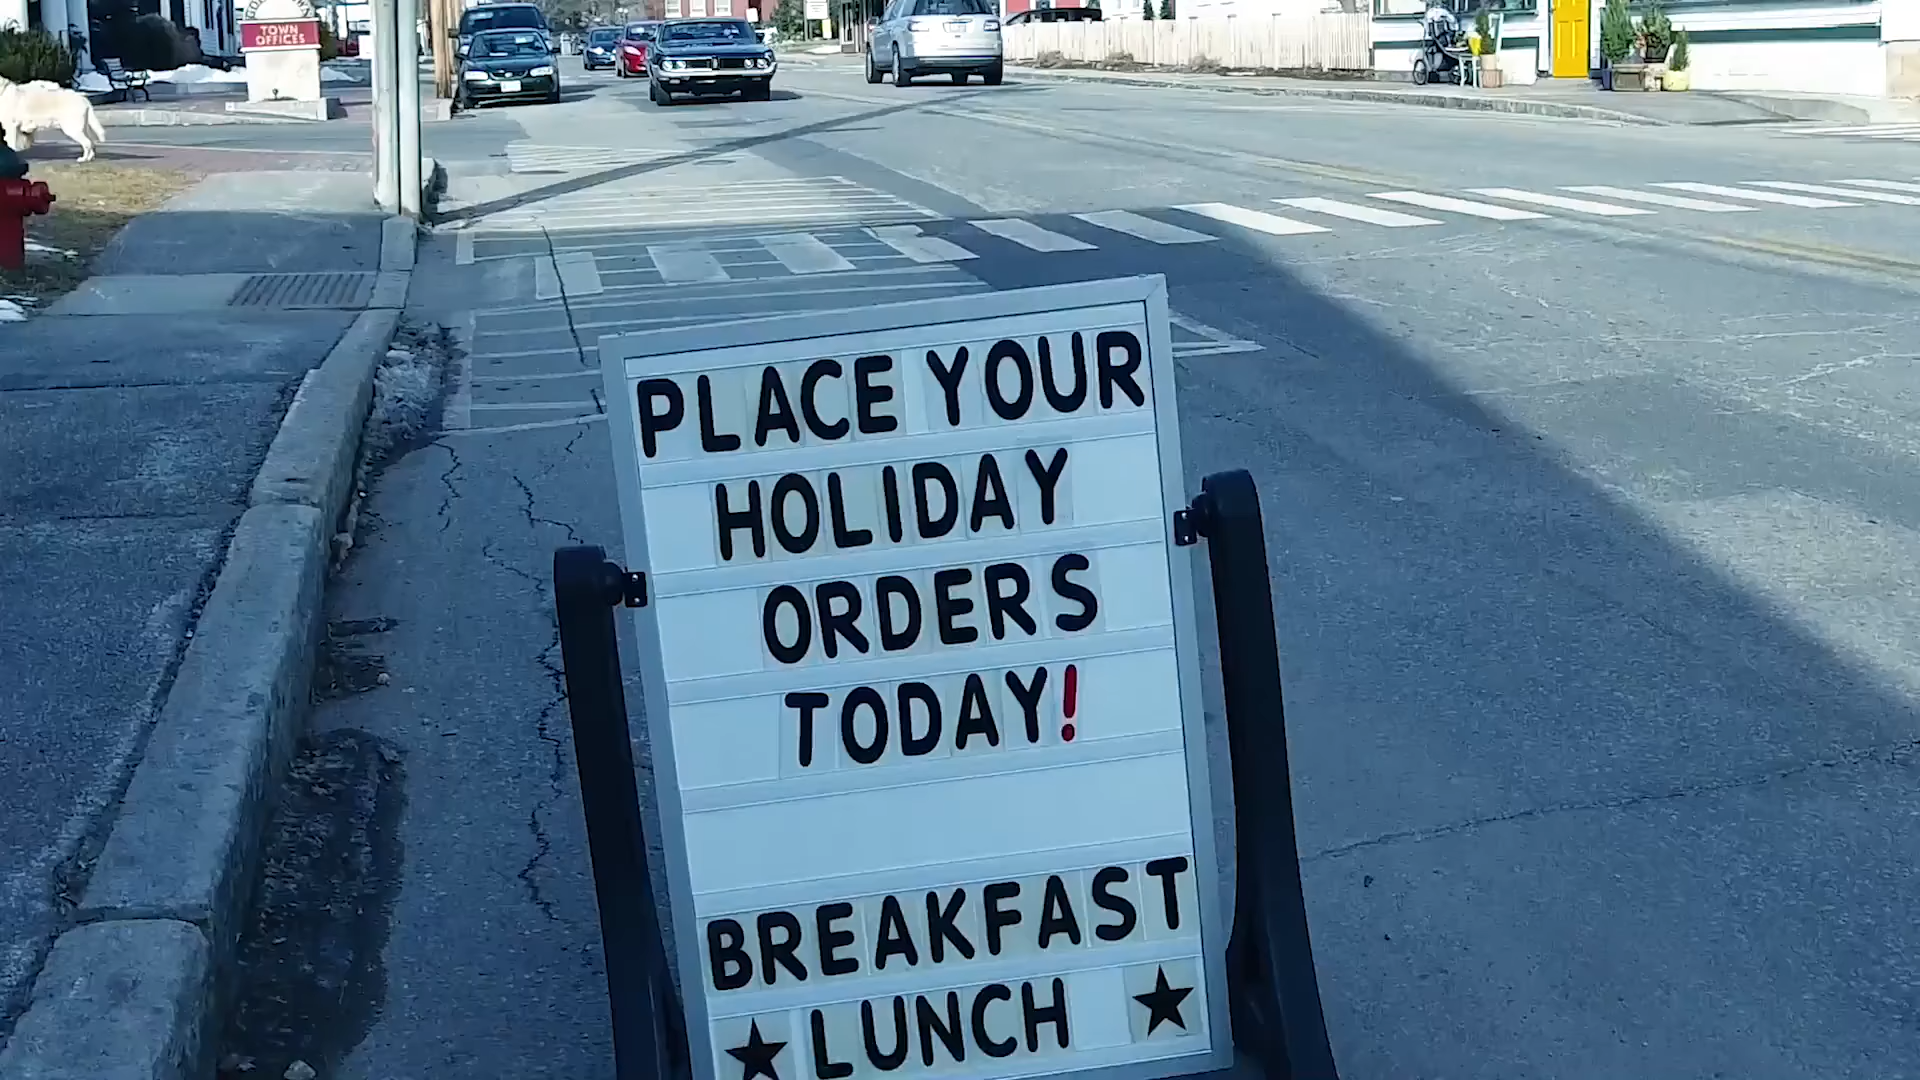 TOWN
OFFICES
PLACE YOUR
HOLIDAY
ORDERS
TODAY!
BREAKFAST
★ LUNCH ★